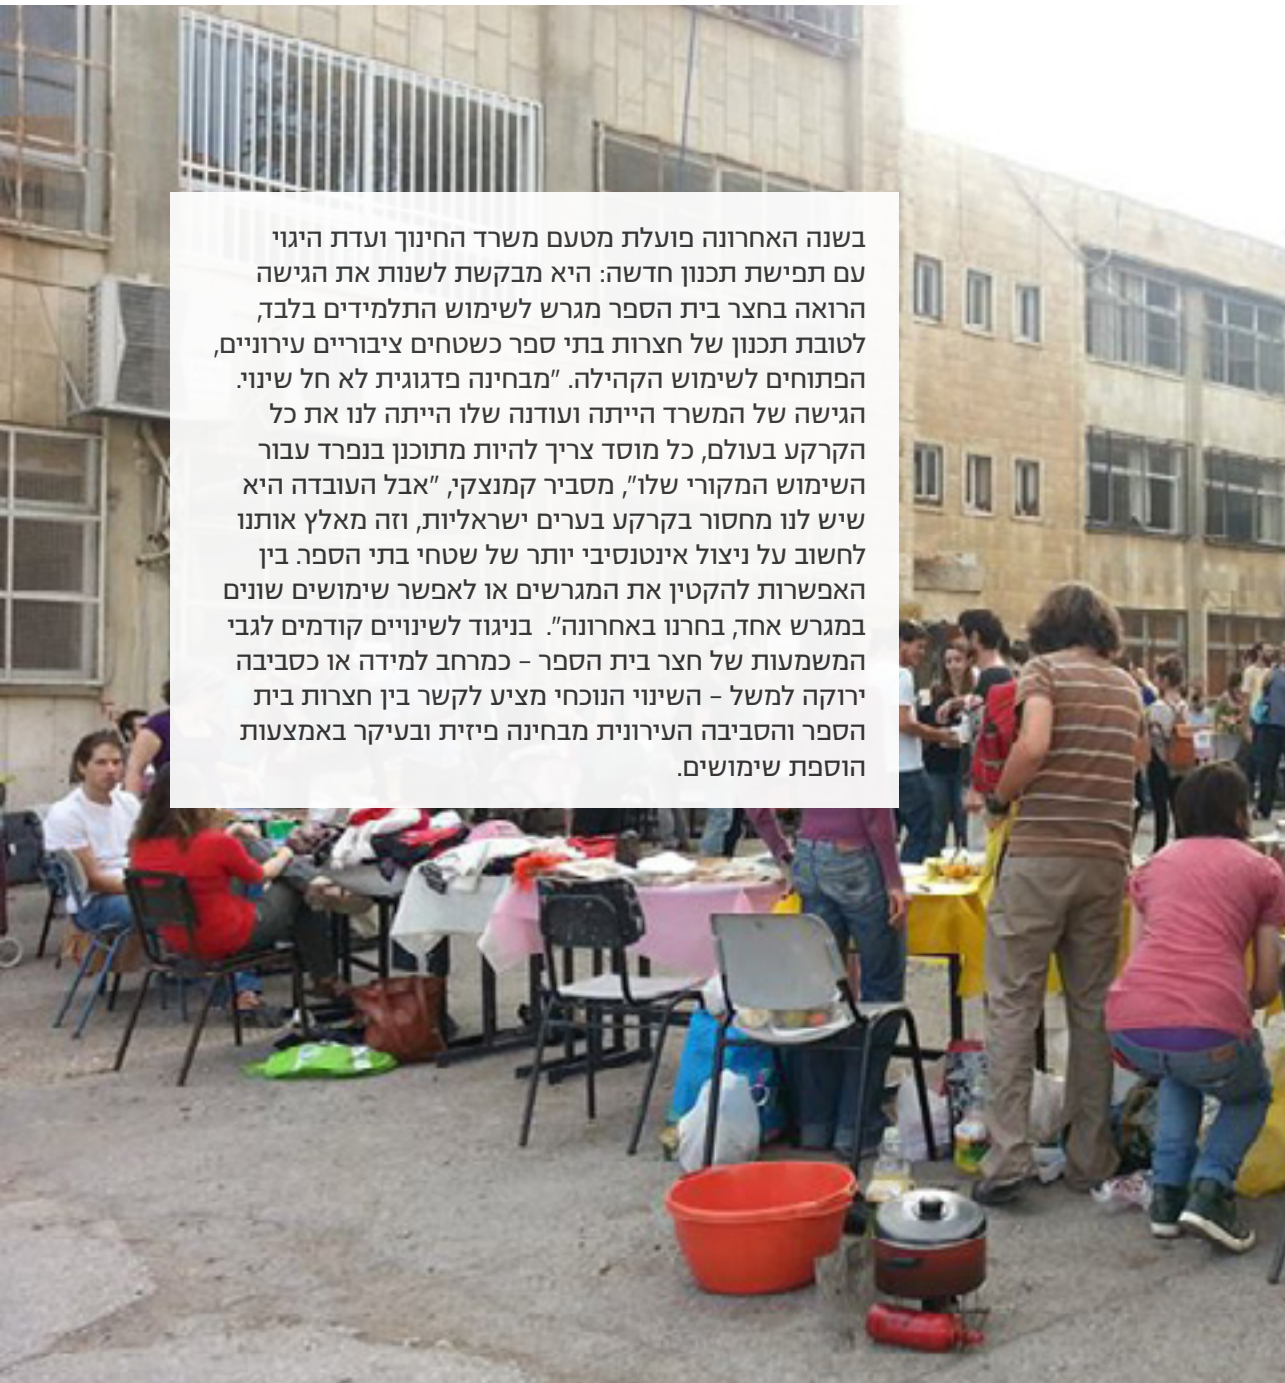 בשנה האחרונה פועלת מטעם משרד החינוך ועדת היגוי
עם תפישת תכנון חדשה: היא מבקשת לשנות את הגישה
הרואה בחצר בית הספר מגרש לשימוש התלמידים בלבד,
לטובת תכנון של חצרות בתי ספר כשטחים ציבוריים עירוניים,
הפתוחים לשימוש הקהילה. "מבחינה פדגוגית לא חל שינוי.
הגישה של המשרד הייתה ועודנה שלו הייתה לנו את כל
הקרקע בעולם, כל מוסד צריך להיות מתוכנן בנפרד עבור
השימוש המקורי שלו", מסביר קמנצקי, "אבל העובדה היא
שיש לנו מחסור בקרקע בערים ישראליות, וזה מאלץ אותנו
לחשוב על ניצול אינטנסיבי יותר של שטחי בתי הספר. בין
האפשרות להקטין את המגרשים או לאפשר שימושים שונים
במגרש אחד, בחרנו באחרונה". בניגוד לשינויים קודמים לגבי
המשמעות של חצר בית הספר – כמרחב למידה או כסביבה
ירוקה למשל – השינוי הנוכחי מציע לקשר בין חצרות בית
הספר והסביבה העירונית מבחינה פיזית ובעיקר באמצעות
הוספת שימושים.